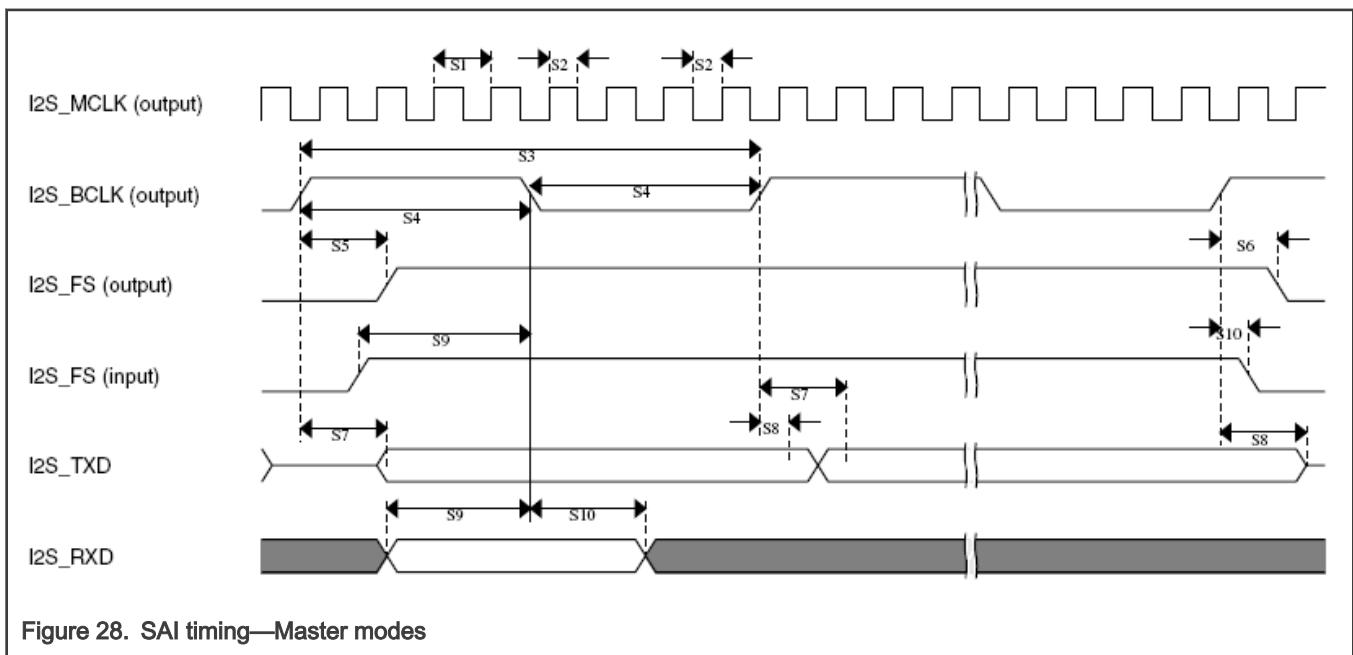 S1 S2 S2
I2S_MCLK (output)
S3
I2S_BCLK (output)
S4
S4
S5 S6
I2S_FS (output)
S9 S10
I2S_FS (input)
S7
S7 S8 S8
I2S_TXD
S9 S10
I2S_RXD
Figure 28. SAI timing—Master modes